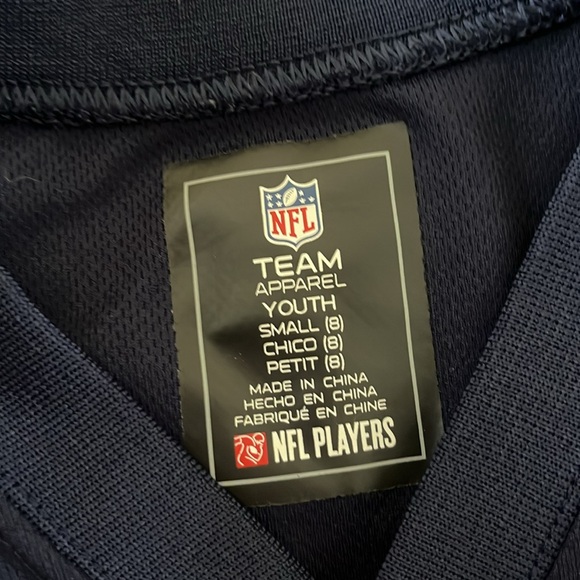 NFL
TEAM
APPAREL
YOUTH
SMALL (8)
CHICO (8)
PETIT (8)
MADE IN CHINA
HECHO EN CHINA
FABRIQUÉ EN CHINE
NFL PLAYERS